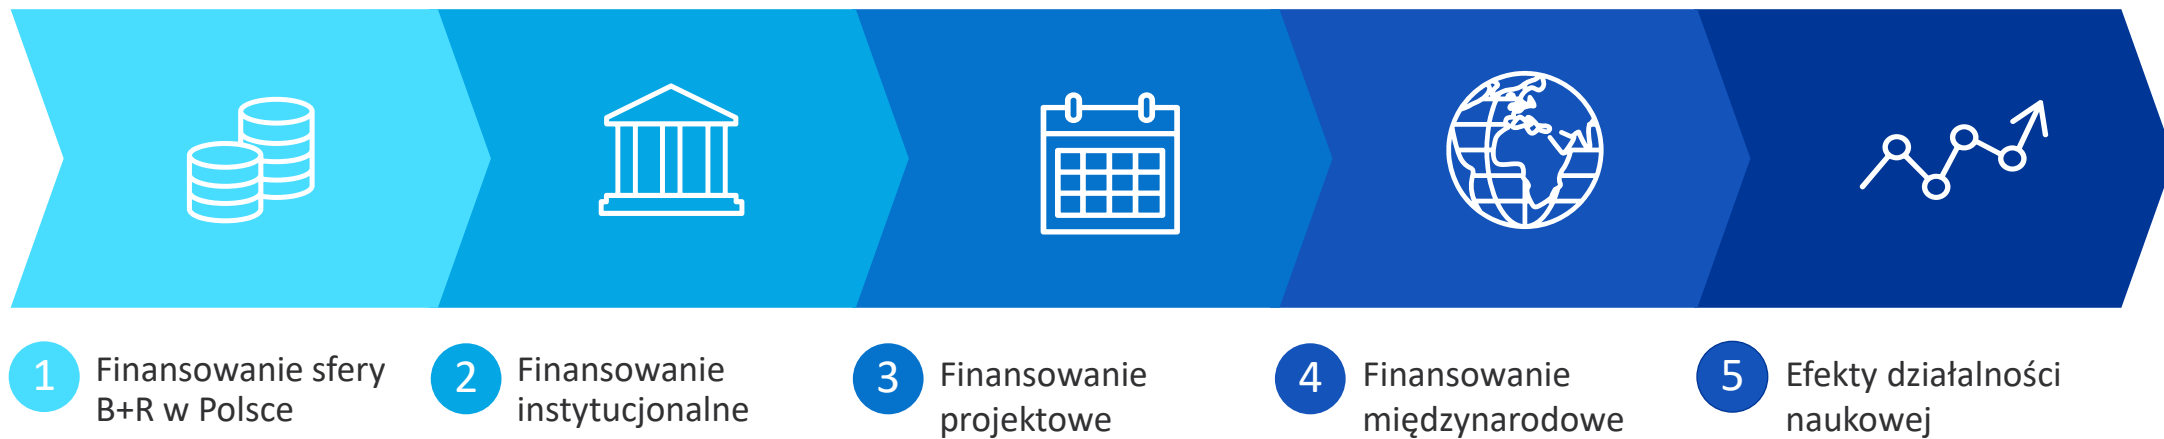 1
Finansowanie sfery
B+R w Polsce
2
Finansowanie
instytucjonalne
3
Finansowanie
projektowe
4
Finansowanie
międzynarodowe
5
Efekty działalności
naukowej